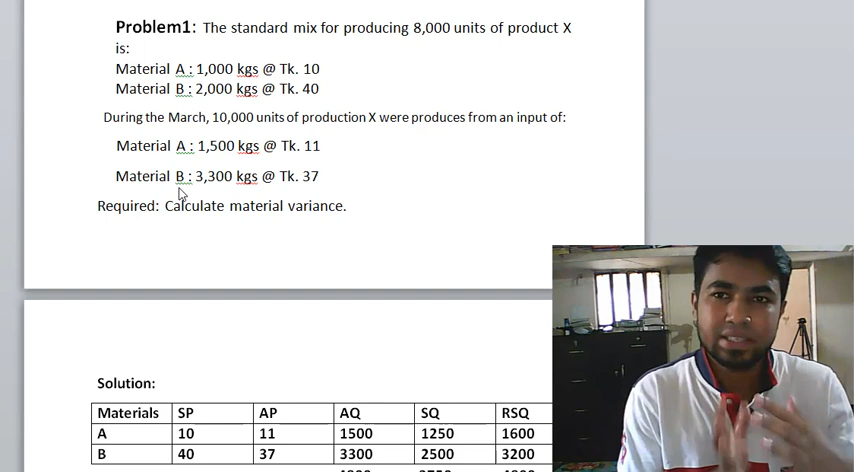 Problem1: The standard mix for producing 8,000 units of product X
is:
Material A : 1,000 kgs @ Tk. 10
Material B : 2,000 kgs @ Tk. 40
During the March, 10,000 units of production X were produces from an input of:
Material A : 1,500 kgs @ Tk. 11
Material B : 3,300 kgs @ Tk. 37
Required: Calculate material variance.
Solution:
Materials SP AP AQ SQ RSQ
A 10 11 1500 1250 1600
B 40 37 3300 2500 3200